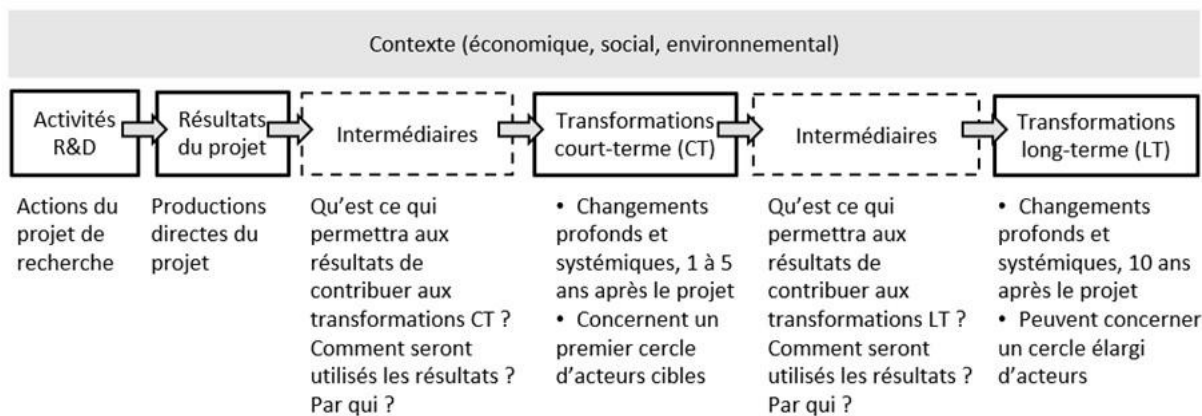 Contexte (économique, social, environnemental)
Activités
R&D
Résultats
du projet
Intermédiaires
Transformations
court-terme (CT)
Intermédiaires
Transformations
long-terme (LT)
Actions du
projet de
recherche
Productions
directes du
projet
Qu’est ce qui
permettra aux
résultats de
contribuer aux
transformations CT ?
Comment seront
utilisés les résultats ?
Par qui ?
• Changements
profonds et
systémiques, 1 à 5
ans après le projet
• Concernent un
premier cercle
d’acteurs cibles
Qu’est ce qui
permettra aux
résultats de
contribuer aux
transformations LT ?
Comment seront
utilisés les résultats ?
Par qui ?
• Changements
profonds et
systémiques, 10 ans
après le projet
• Peuvent concerner
un cercle élargi
d’acteurs